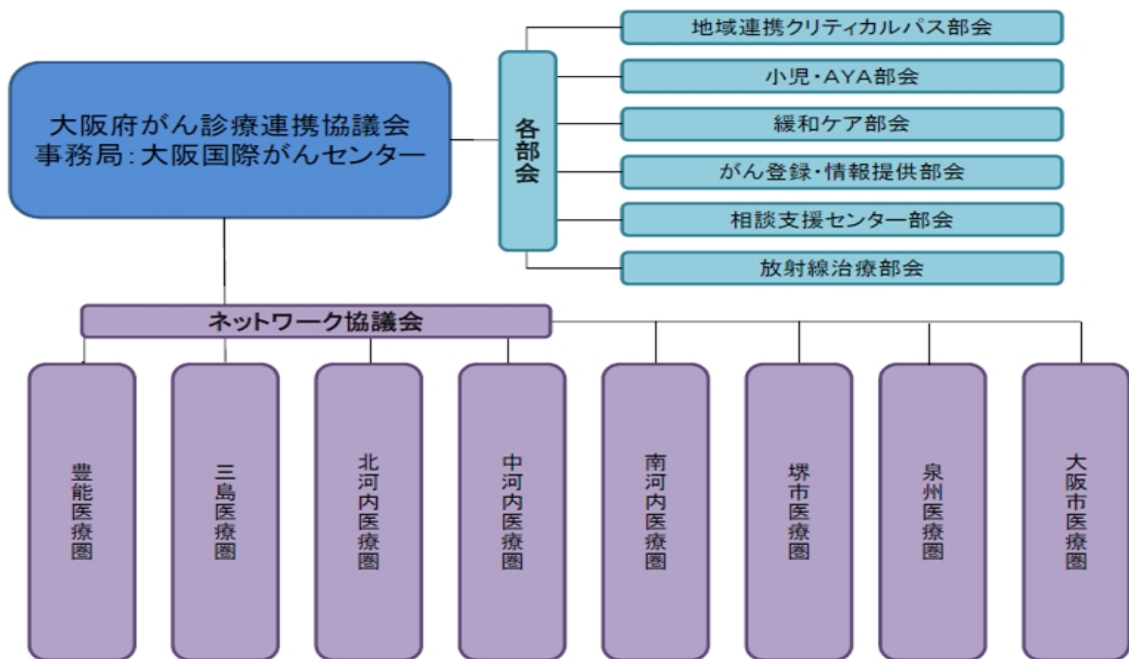 大阪府がん診療連携協議会
事務局：大阪国際がんセンター
各部会
地域連携クリティカルパス部会
小児・AYA部会
緩和ケア部会
がん登録・情報提供部会
相談支援センター部会
放射線治療部会
ネットワーク協議会
豊能医療圏
三島医療圏
北河内医療圏
中河内医療圏
南河内医療圏
堺市医療圏
泉州医療圏
大阪市医療圏